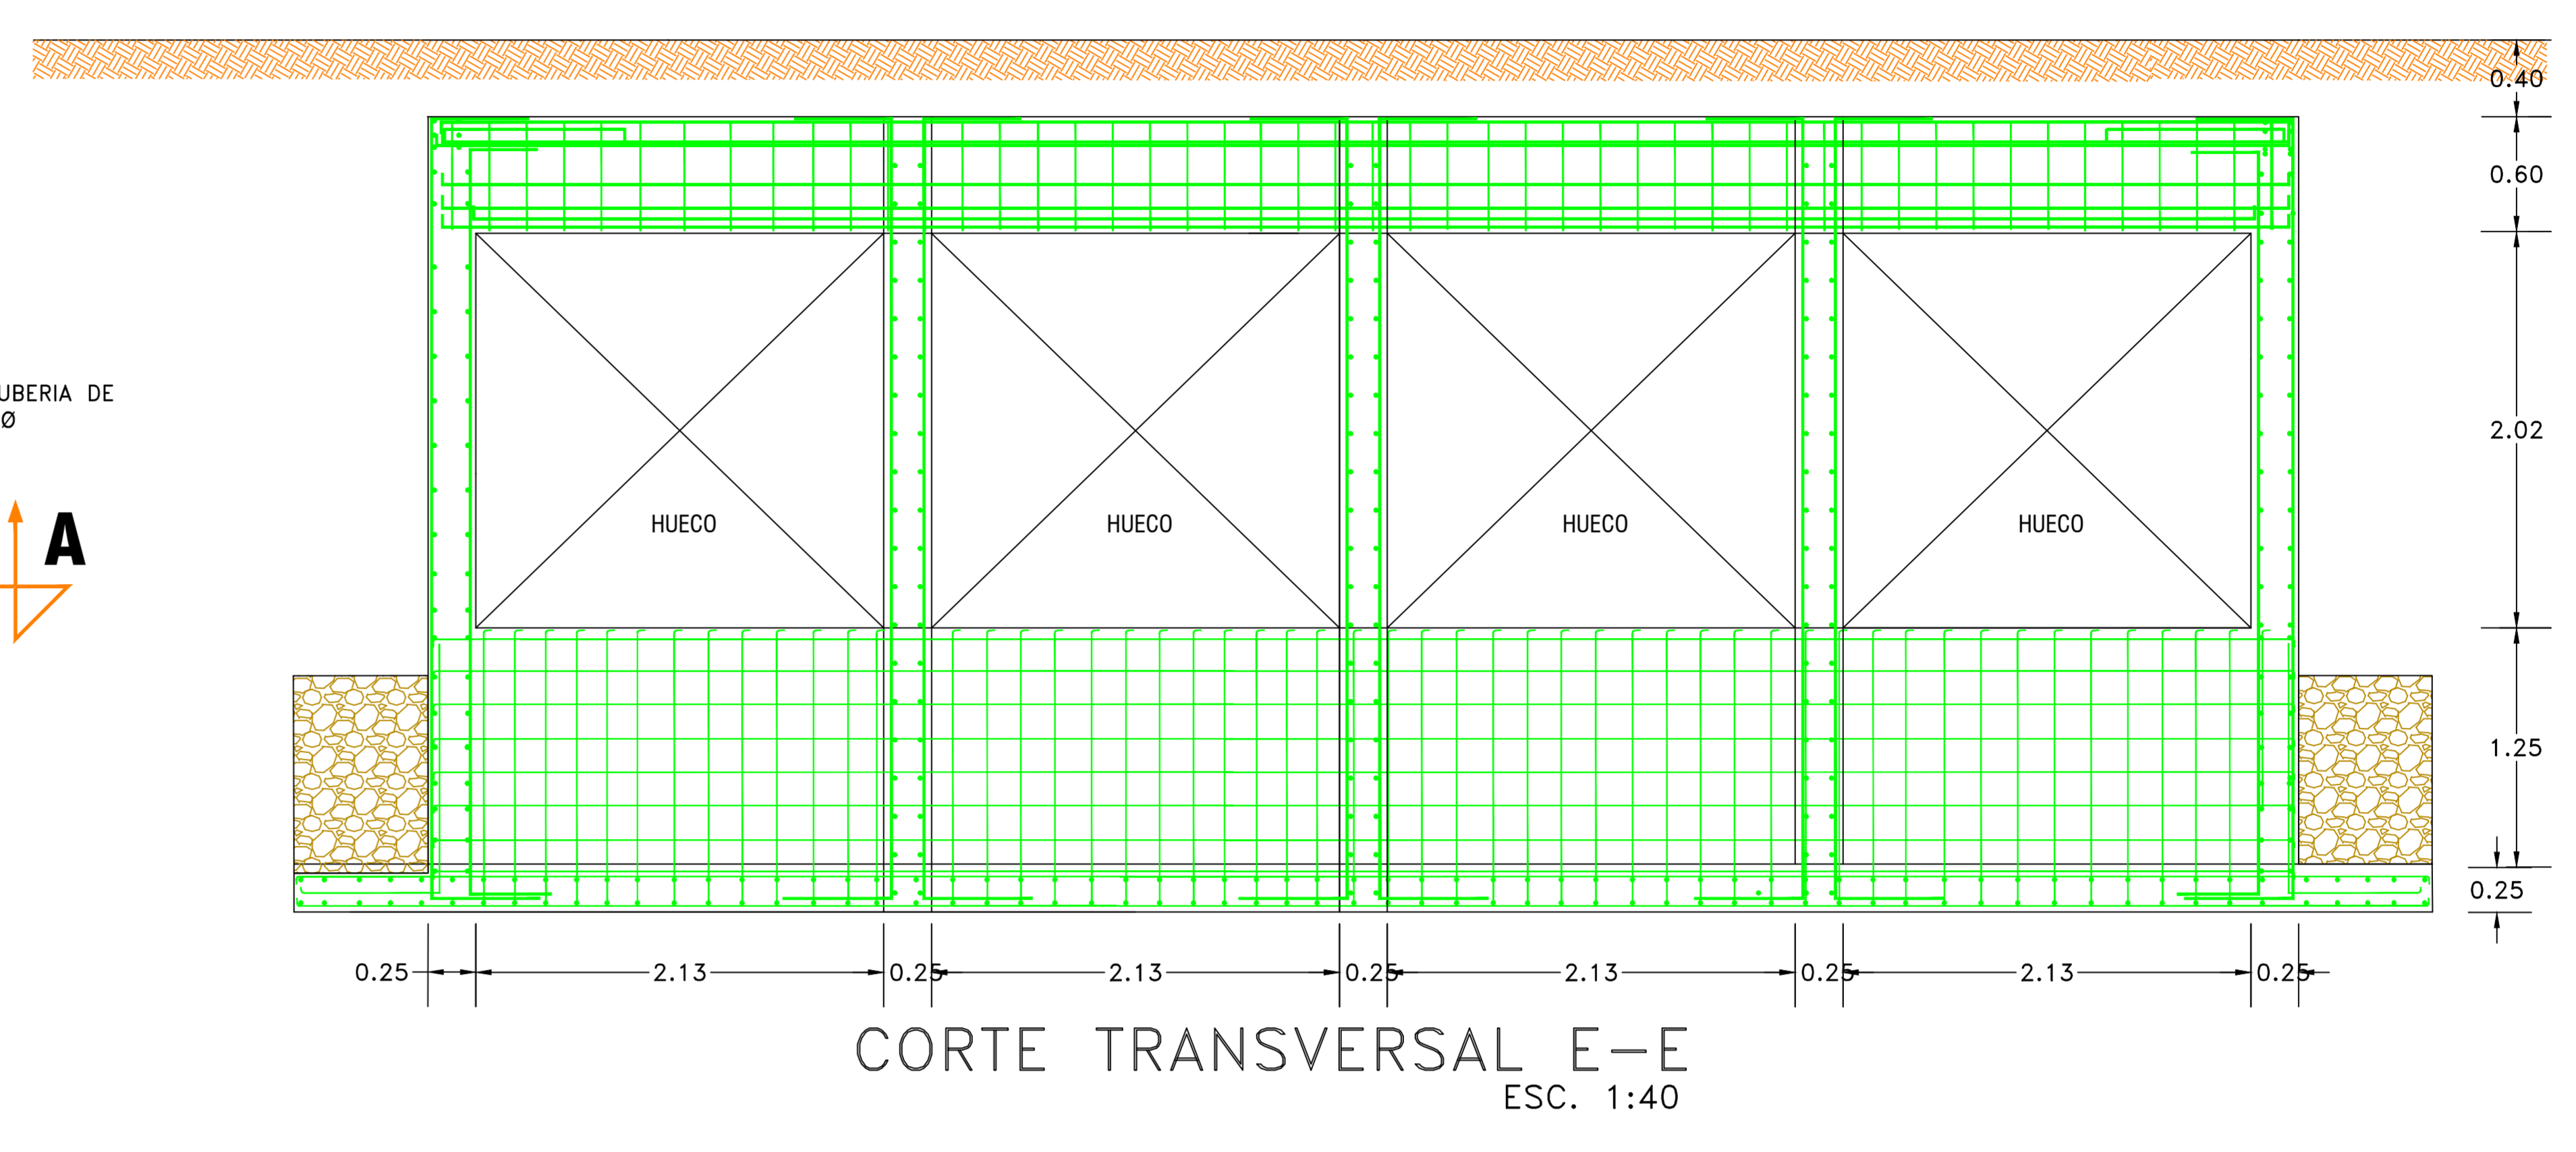 0.40
0.60
UBERIA DE
Ø
2.02
A
HUECO HUECO HUECO HUECO
1.25
0.25
0.25 2.13 0.25 2.13 0.25 2.13 0.25 2.13 0.25
CORTE TRANSVERSAL E-E
ESC. 1:40